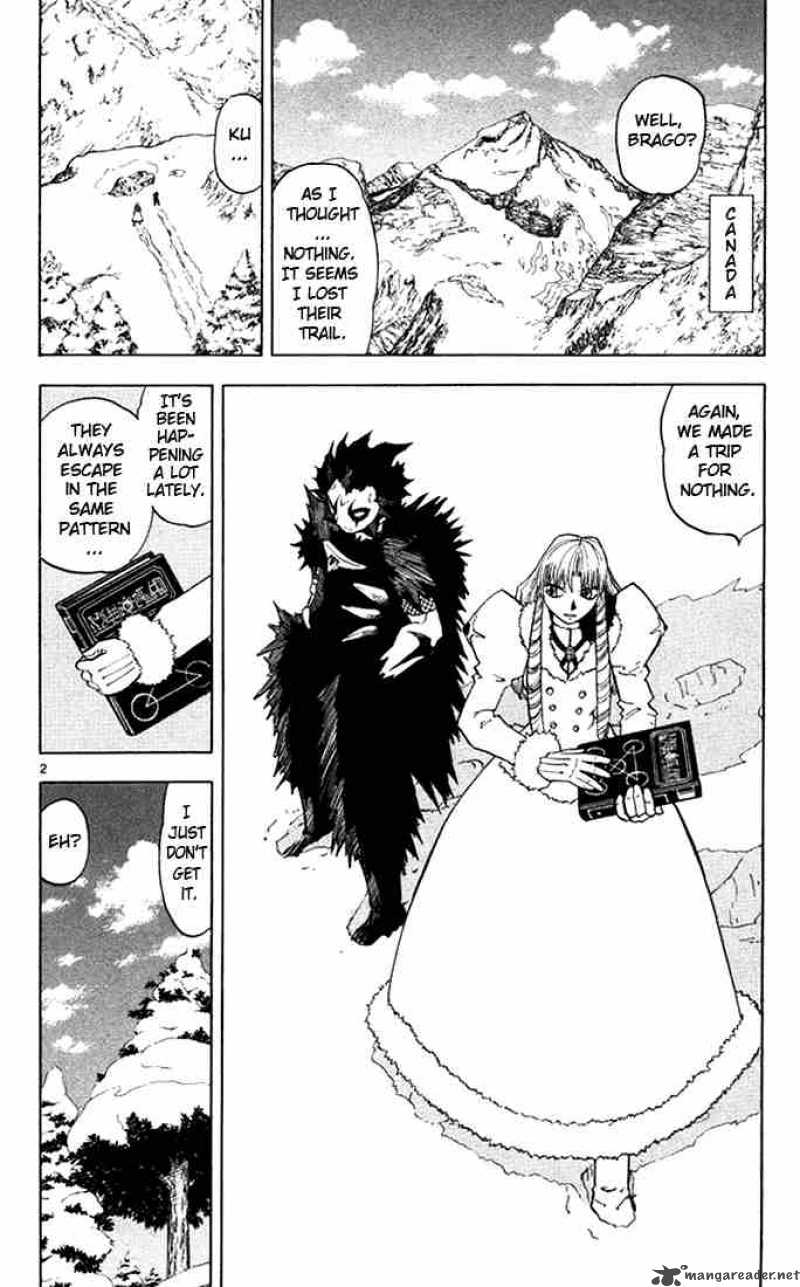 WELL,
BRAGO?
CANADA
AS I
THOUGHT
...
NOTHING.
IT SEEMS
I LOST
THEIR
TRAIL.
KU
...
AGAIN,
WE MADE
A TRIP
FOR
NOTHING.
IT'S
BEEN
HAP-
PENING
A LOT
LATELY.
THEY
ALWAYS
ESCAPE
IN THE
SAME
PATTERN
...
2
I
JUST
DON'T
GET
IT.
EH?
mangareader.net